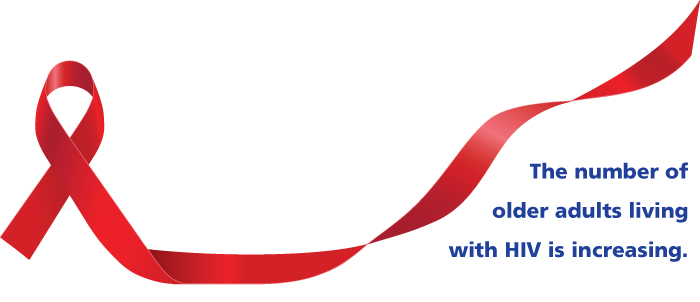 The number of
older adults living
with HIV is increasing.